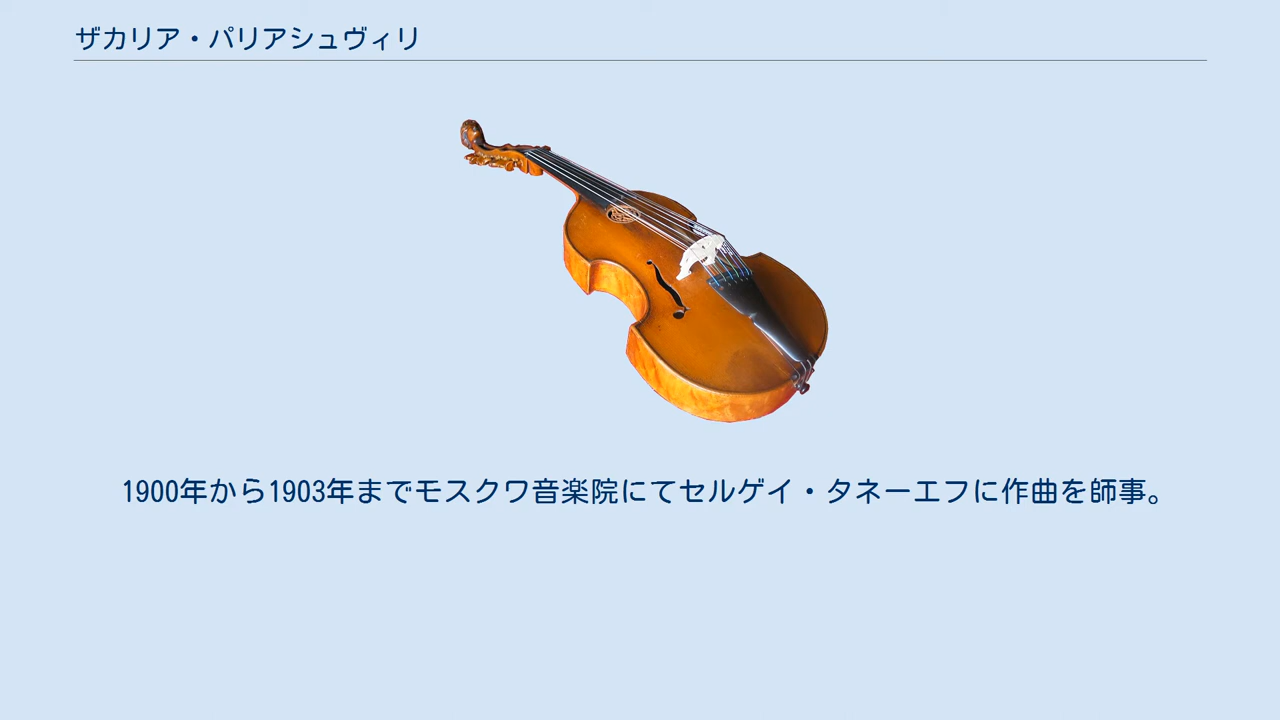 ザカリア・パリアシュヴィリ
1900年から1903年までモスクワ音楽院にてセルゲイ・タネーエフに作曲を師事。